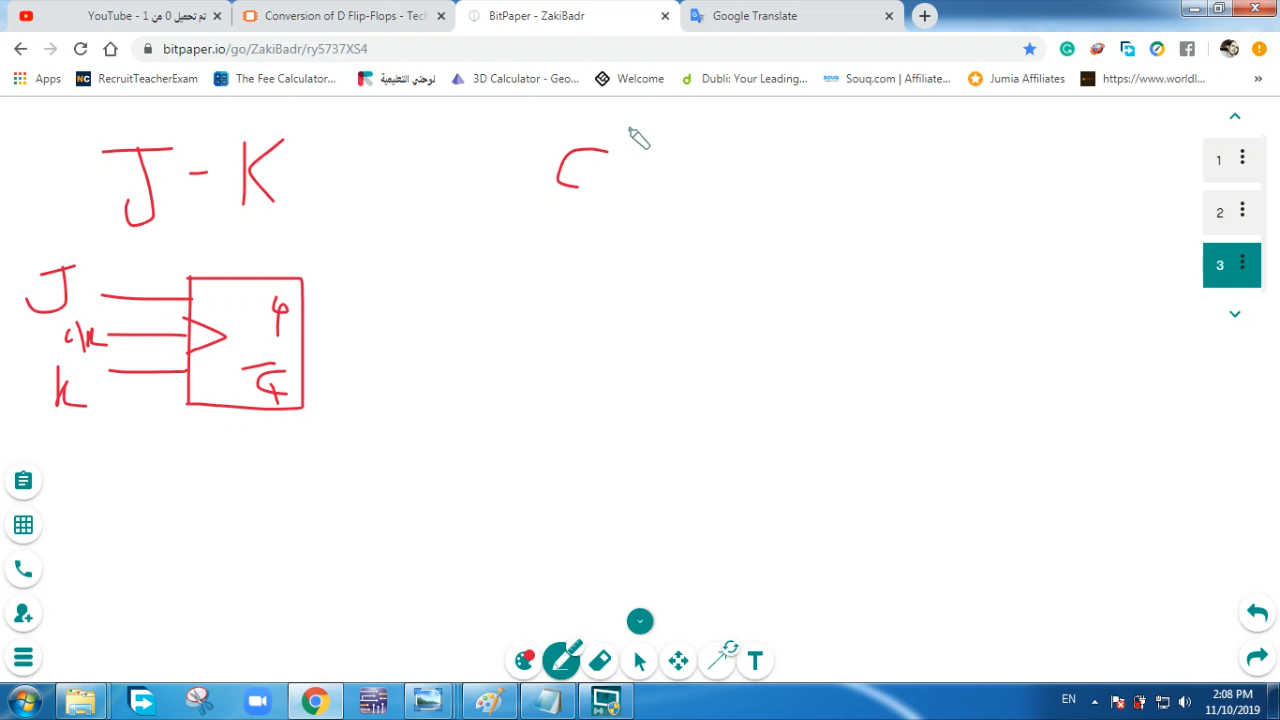 YouTube - 1 تم تحميل 0 من
Conversion of D Flip-Flops - Tech
BitPaper - ZakiBadr
Google Translate
bitpaper.io/go/ZakiBadr/ry5737XS4
Apps
RecruitTeacherExam
The Fee Calculator...
لوحتي التعليمية
3D Calculator - Geo...
Welcome
Dubli: Your Leading...
Souq.com | Affiliate...
Jumia Affiliates
https://www.worldl...
»
J - K
1
2
3
J
clk
K
T
EN
2:08 PM
11/10/2019